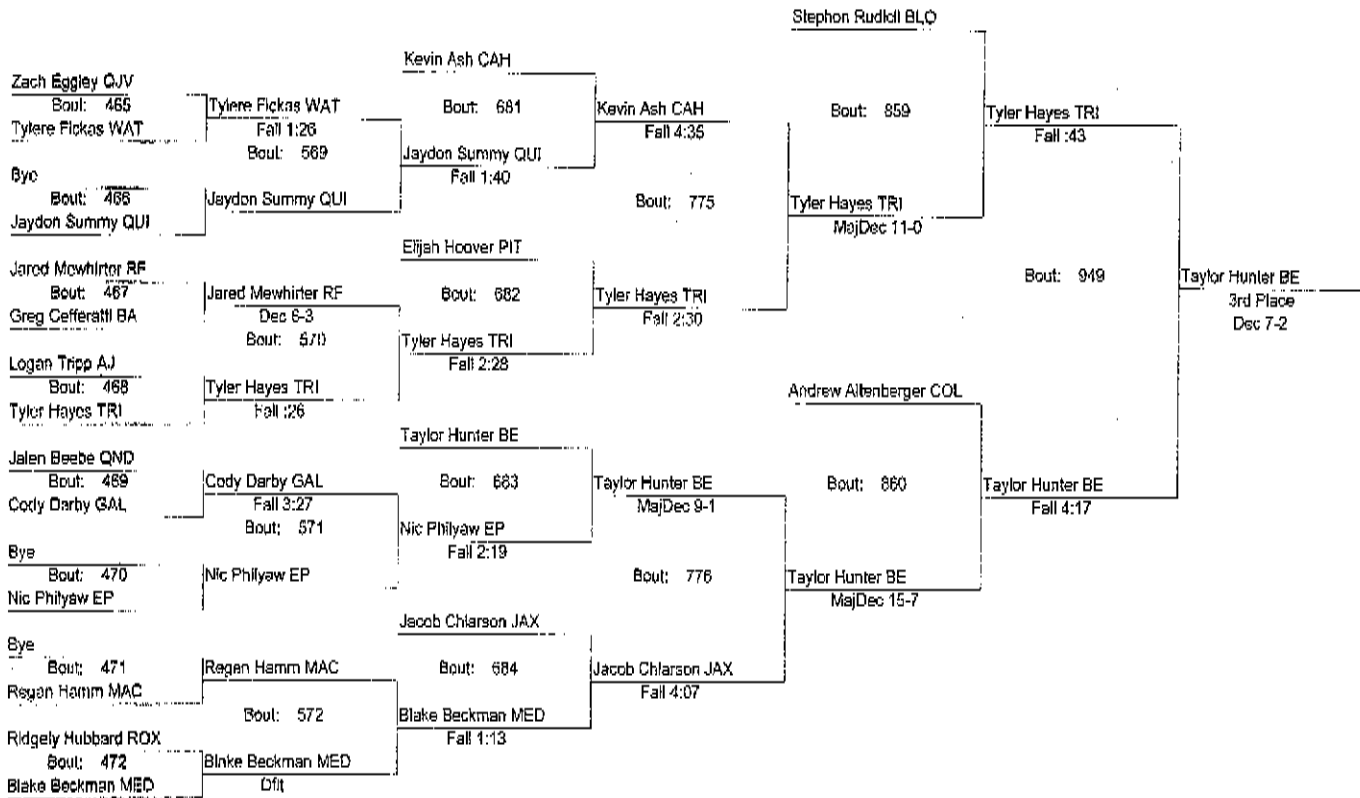 Zach Eggley QJV
Bout: 465
Tylere Fickas WAT
Bye
Bout: 466
Jaydon Summy QUI
Jared Mewhirter RF
Bout: 467
Greg Cefferatti BA
Logan Tripp AJ
Bout: 468
Tyler Hayes TRI
Jalen Beebe QND
Bout: 469
Cody Darby GAL
Bye
Bout: 470
Nic Philyaw EP
Bye
Bout: 471
Regan Hamm MAC
Ridgely Hubbard ROX
Bout: 472
Blake Beckman MED
Tylere Fickas WAT
Fall 1:26
Bout: 569
Jaydon Summy QUI
Jared Mewhirter RF
Dec 6-3
Bout: 570
Tyler Hayes TRI
Fall :26
Cody Darby GAL
Fall 3:27
Bout: 571
Nic Philyaw EP
Regan Hamm MAC
Bout: 572
Blake Beckman MED
Dflt
Kevin Ash CAH
Bout: 681
Jaydon Summy QUI
Fall 1:40
Elijah Hoover PIT
Bout: 682
Tyler Hayes TRI
Fall 2:28
Taylor Hunter BE
Bout: 683
Nic Philyaw EP
Fall 2:19
Jacob Chlarson JAX
Bout: 684
Blake Beckman MED
Fall 1:13
Kevin Ash CAH
Fall 4:35
Bout: 775
Tyler Hayes TRI
Fall 2:30
Taylor Hunter BE
MajDec 9-1
Bout: 776
Jacob Chlarson JAX
Fall 4:07
Stephon Rudicil BLO
Bout: 859
Tyler Hayes TRI
MajDec 11-0
Andrew Altenberger COL
Bout: 860
Taylor Hunter BE
MajDec 15-7
Tyler Hayes TRI
Fall :43
Bout: 949
Taylor Hunter BE
Fall 4:17
Taylor Hunter BE
3rd Place
Dec 7-2